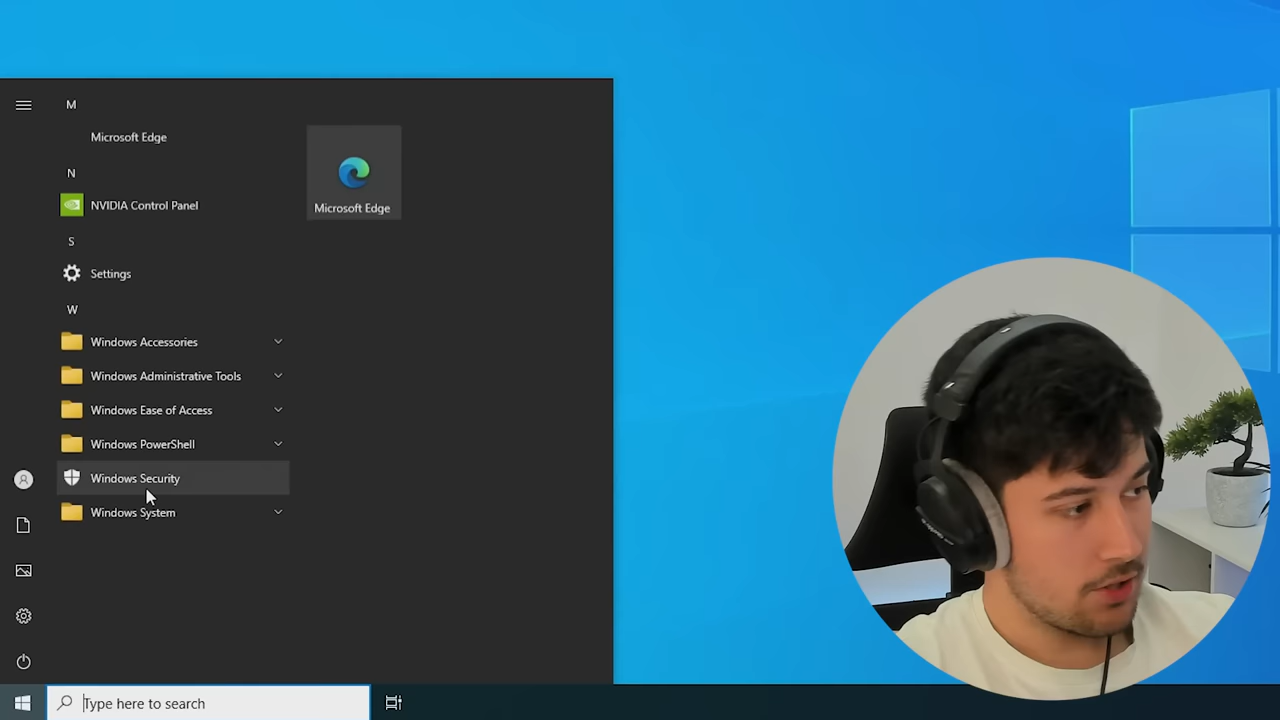 M
Microsoft Edge
N
NVIDIA Control Panel
S
Settings
W
Windows Accessories
Windows Administrative Tools
Windows Ease of Access
Windows PowerShell
Windows Security
Windows System
Microsoft Edge
Type here to search